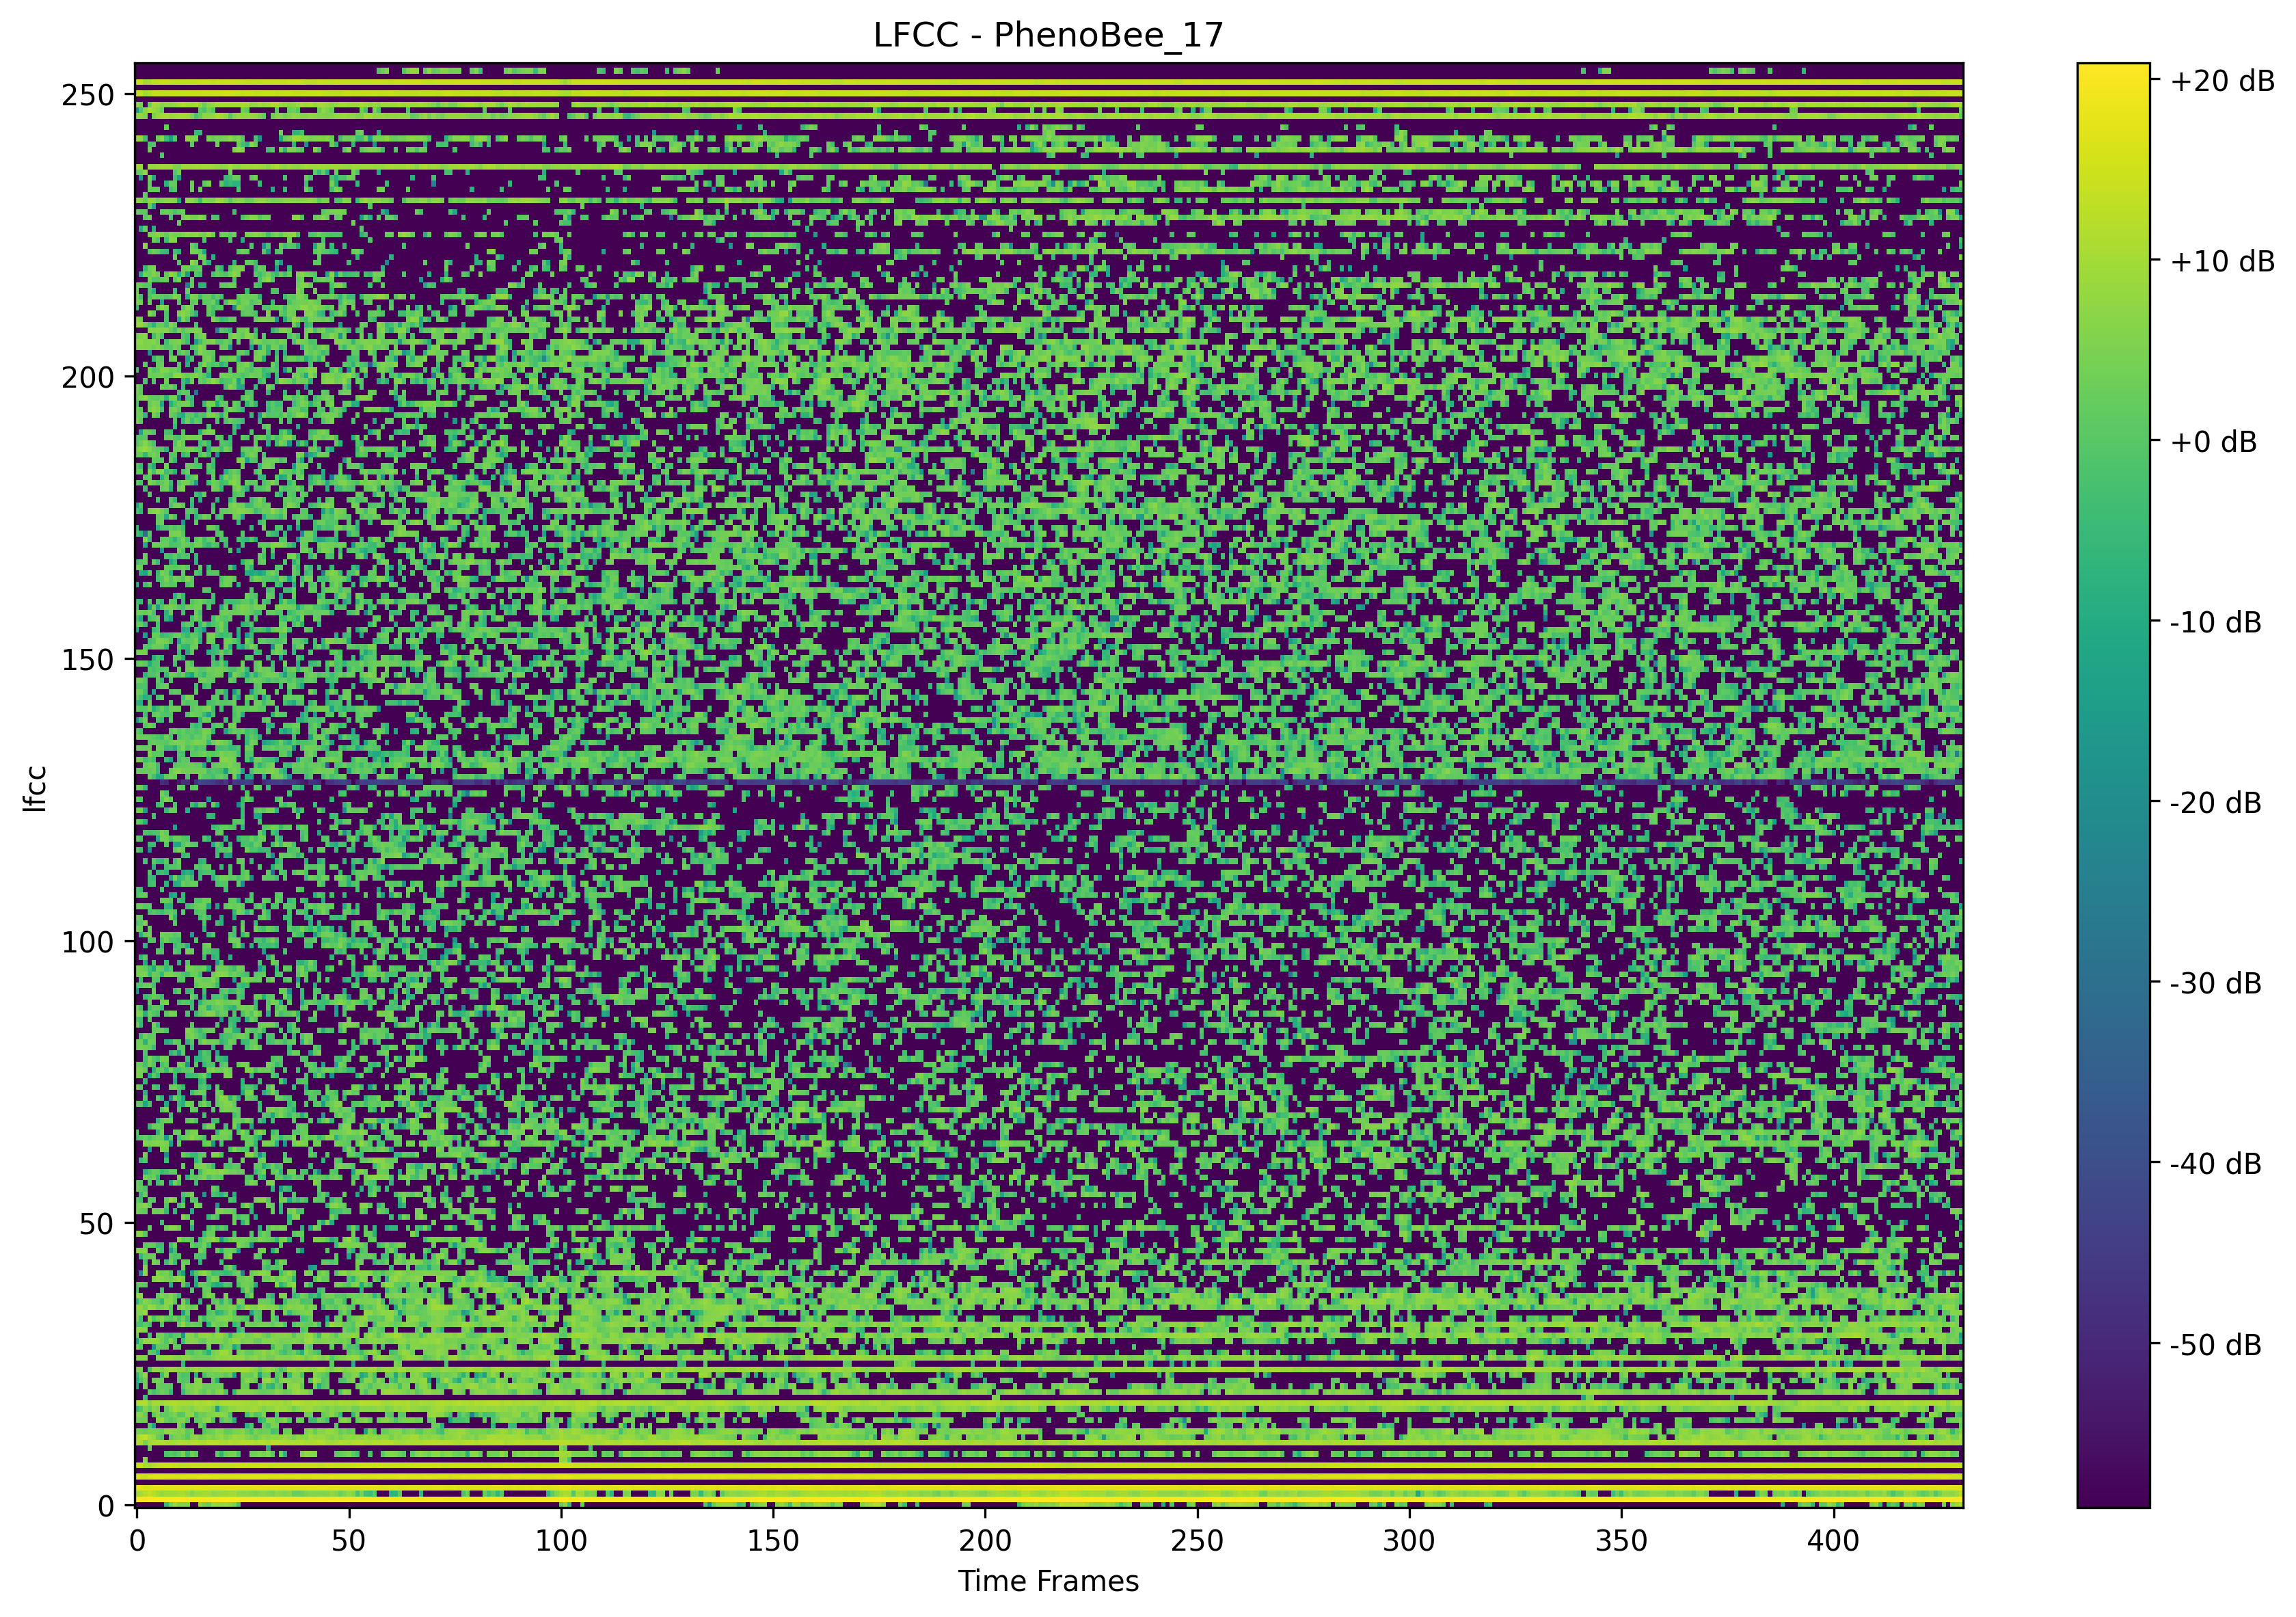 LFCC - PhenoBee_17
250
200
150
100
50
0
lfcc
0 50 100 150 200 250 300 350 400
Time Frames
+20 dB
+10 dB
+0 dB
-10 dB
-20 dB
-30 dB
-40 dB
-50 dB